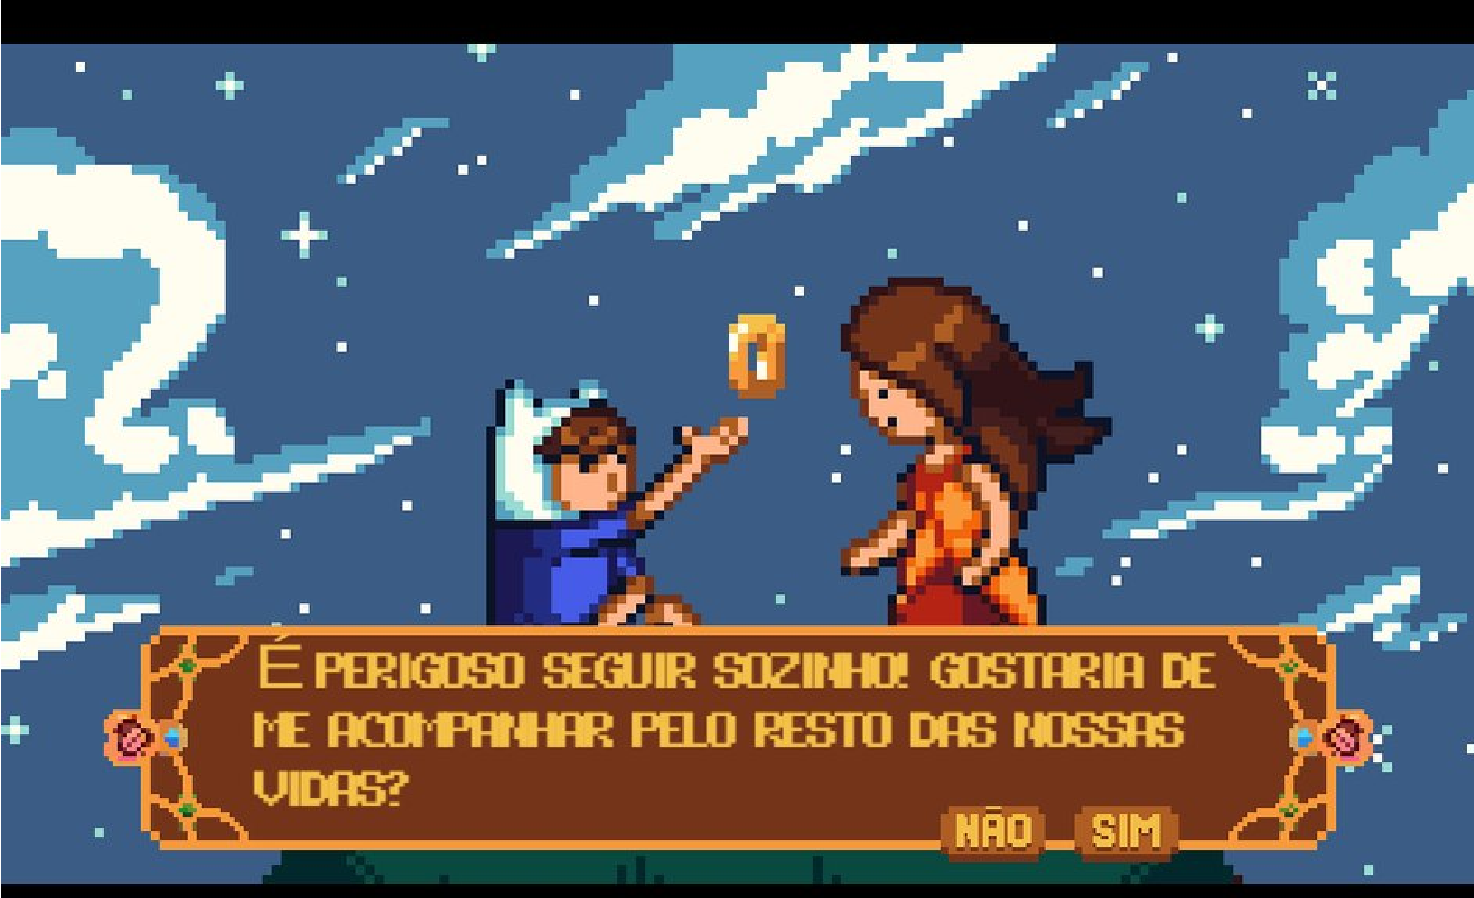 É PERIGOSO SEGUIR SOZINHO! GOSTARIA DE
ME ACOMPANHAR PELO RESTO DAS NOSSAS
VIDAS?
NÃO SIM